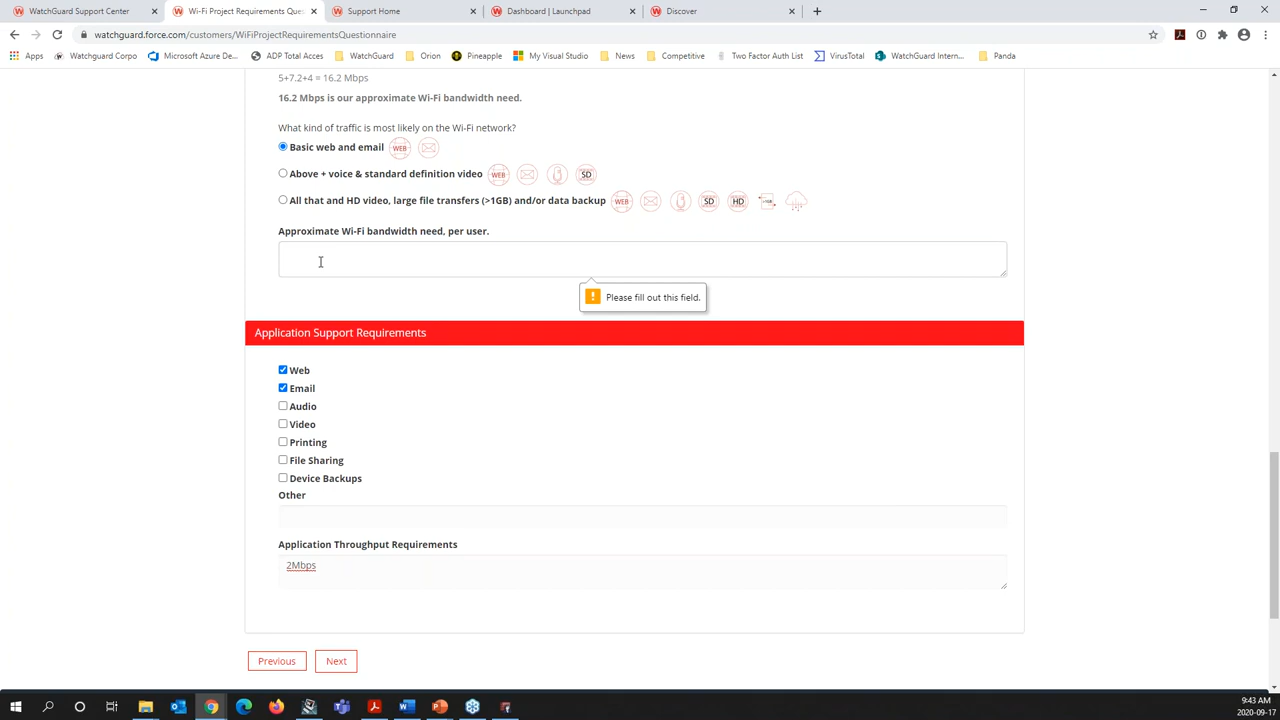 WatchGuard Support Center
Wi-Fi Project Requirements Ques
Support Home
Dashboard | Launchpad
Discover
watchguard.force.com/customers/WiFiProjectRequirementsQuestionnaire
Apps
Watchguard Corpo
Microsoft Azure De...
ADP Total Acces
WatchGuard
Orion
Pineapple
My Visual Studio
News
Competitive
Two Factor Auth List
VirusTotal
WatchGuard Intern...
Panda
5+7.2+4 = 16.2 Mbps
16.2 Mbps is our approximate Wi-Fi bandwidth need.
What kind of traffic is most likely on the Wi-Fi network?
Basic web and email WEB
Above + voice & standard definition video WEB SD
All that and HD video, large file transfers (>1GB) and/or data backup WEB SD HD
Approximate Wi-Fi bandwidth need, per user.
Please fill out this field.
Application Support Requirements
Web
Email
Audio
Video
Printing
File Sharing
Device Backups
Other
Application Throughput Requirements
2Mbps
Previous
Next
9:43 AM
2020-09-17